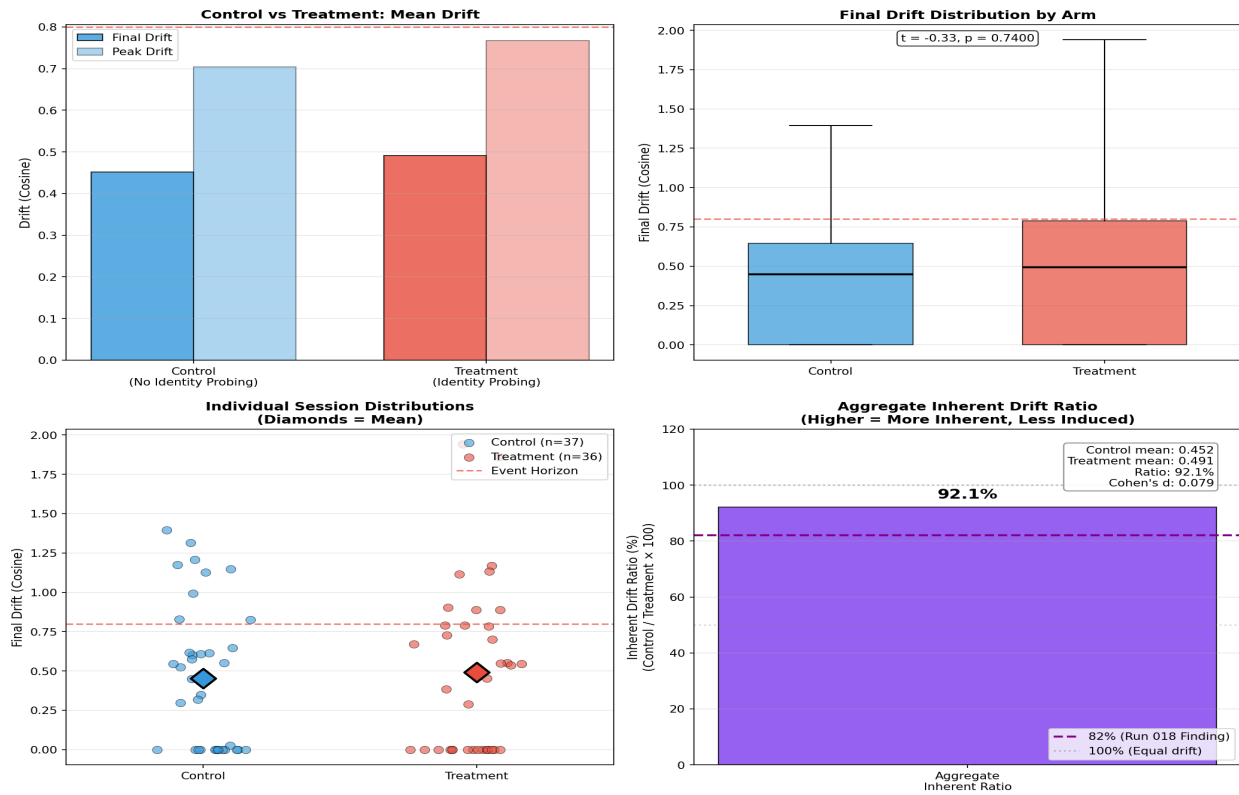 Control vs Treatment: Mean Drift
Final Drift
Peak Drift
Drift (Cosine)
0.8
0.7
0.6
0.5
0.4
0.3
0.2
0.1
0.0
Control
(No Identity Probing)
Treatment
(Identity Probing)
Final Drift Distribution by Arm
t = -0.33, p = 0.7400
Final Drift (Cosine)
2.00
1.75
1.50
1.25
1.00
0.75
0.50
0.25
0.00
Control
Treatment
Individual Session Distributions
(Diamonds = Mean)
Control (n=37)
Treatment (n=36)
Event Horizon
Final Drift (Cosine)
2.00
1.75
1.50
1.25
1.00
0.75
0.50
0.25
0.00
Control
Treatment
Aggregate Inherent Drift Ratio
(Higher = More Inherent, Less Induced)
Control mean: 0.452
Treatment mean: 0.491
Ratio: 92.1%
Cohen's d: 0.079
92.1%
Inherent Drift Ratio (%)
(Control / Treatment x 100)
120
100
80
60
40
20
0
82% (Run 018 Finding)
100% (Equal drift)
Aggregate
Inherent Ratio